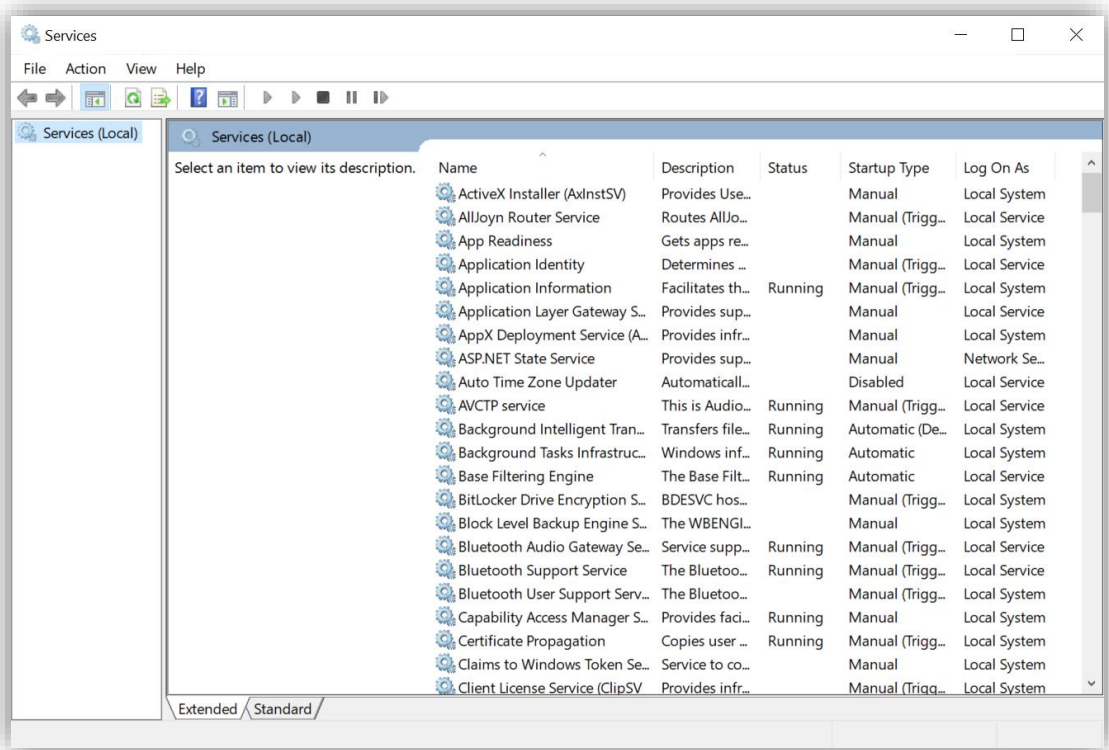 Services
File Action View Help
Services (Local)
Services (Local)
Select an item to view its description.
Name Description Status Startup Type Log On As
ActiveX Installer (AxInstSV) Provides Use... Manual Local System
AllJoyn Router Service Routes AllJo... Manual (Trigg... Local Service
App Readiness Gets apps re... Manual Local System
Application Identity Determines ... Manual (Trigg... Local Service
Application Information Facilitates th... Running Manual (Trigg... Local System
Application Layer Gateway S... Provides sup... Manual Local Service
AppX Deployment Service (A... Provides infr... Manual Local System
ASP.NET State Service Provides sup... Manual Network Se...
Auto Time Zone Updater Automaticall... Disabled Local Service
AVCTP service This is Audio... Running Manual (Trigg... Local Service
Background Intelligent Tran... Transfers file... Running Automatic (De... Local System
Background Tasks Infrastruc... Windows inf... Running Automatic Local System
Base Filtering Engine The Base Filt... Running Automatic Local Service
BitLocker Drive Encryption S... BDESVC hos... Manual (Trigg... Local System
Block Level Backup Engine S... The WBENGI... Manual Local System
Bluetooth Audio Gateway Se... Service supp... Running Manual (Trigg... Local Service
Bluetooth Support Service The Bluetoo... Running Manual (Trigg... Local Service
Bluetooth User Support Serv... The Bluetoo... Manual (Trigg... Local System
Capability Access Manager S... Provides faci... Running Manual Local System
Certificate Propagation Copies user ... Running Manual (Trigg... Local System
Claims to Windows Token Se... Service to co... Manual Local System
Client License Service (ClipSV Provides infr... Manual (Trigg... Local System
Extended Standard